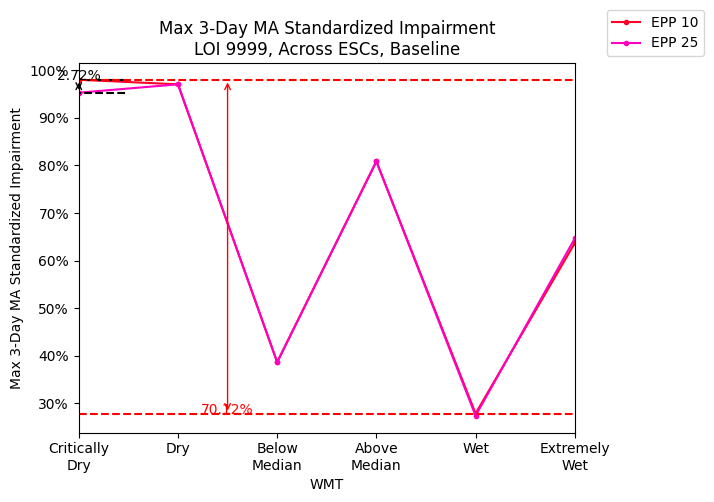 Max 3-Day MA Standardized Impairment
LOI 9999, Across ESCs, Baseline
EPP 10
EPP 25
2.72%
100%
90%
80%
70%
60%
50%
40%
30%
Max 3-Day MA Standardized Impairment
70.12%
Critically
Dry
Dry
Below
Median
Above
Median
Wet
Extremely
Wet
WMT